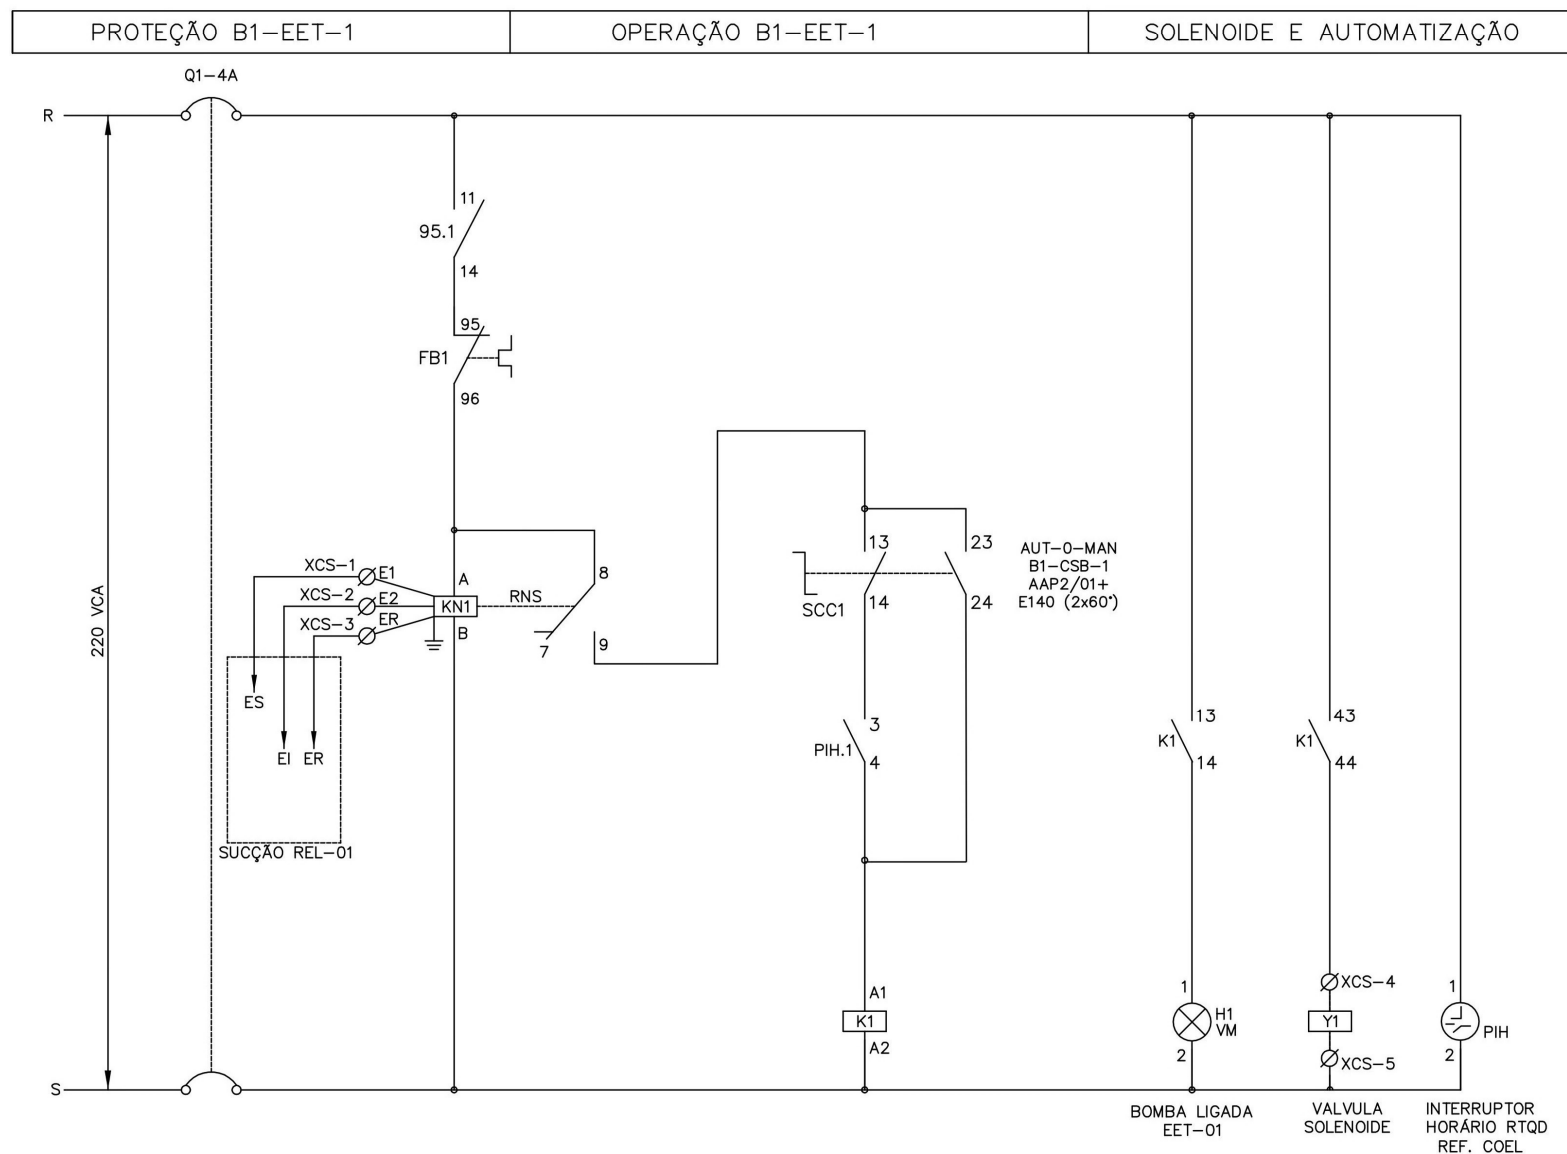 PROTEÇÃO B1-EET-1
OPERAÇÃO B1-EET-1
SOLENOIDE E AUTOMATIZAÇÃO
Q1-4A
R
220 VCA
S
11
95.1
14
95
FB1
96
XCS-1
E1
XCS-2
E2
XCS-3
ER
A
KN1
B
RNS
8
7
9
ES
EI
ER
SUCÇÃO REL-01
13
14
SCC1
23
24
AUT-0-MAN
B1-CSB-1
AAP2/01+
E140 (2x60°)
3
PIH.1
4
A1
K1
A2
13
K1
14
43
K1
44
1
H1
VM
2
XCS-4
Y1
XCS-5
1
PIH
2
BOMBA LIGADA
EET-01
VALVULA
SOLENOIDE
INTERRUPTOR
HORÁRIO RTQD
REF. COEL